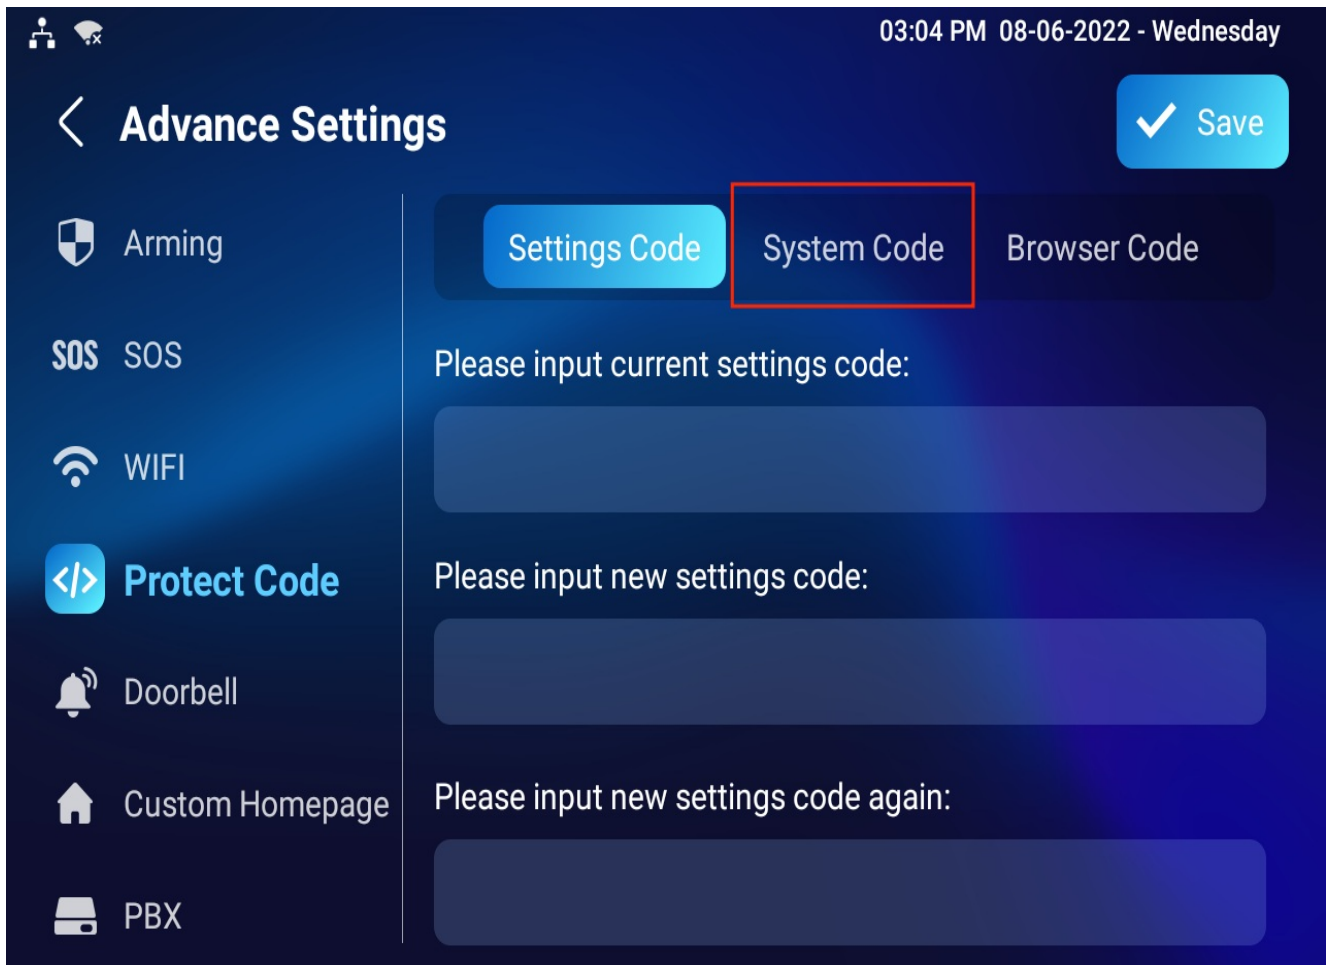 03:04 PM 08-06-2022 - Wednesday
Advance Settings
Save
Arming
SOS SOS
WIFI
</> Protect Code
Doorbell
Custom Homepage
PBX
Settings Code
System Code
Browser Code
Please input current settings code:
Please input new settings code:
Please input new settings code again: